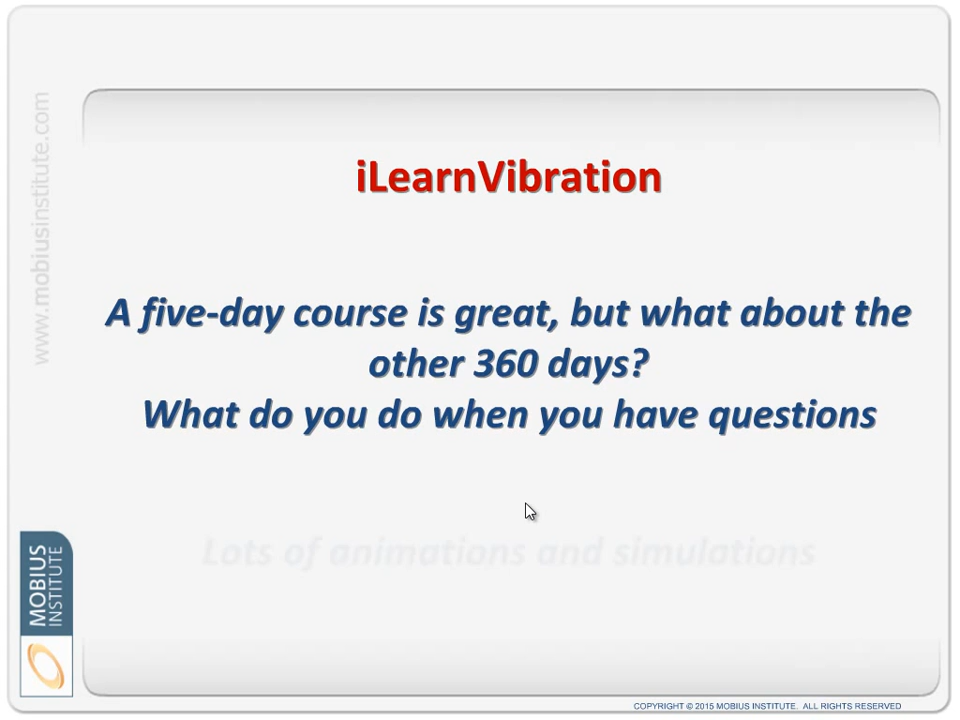 iLearnVibration
A five-day course is great, but what about the
other 360 days?
What do you do when you have questions
Lots of animations and simulations
www.mobiusinstitute.com
MOBIUS
INSTITUTE
COPYRIGHT © 2015 MOBIUS INSTITUTE. ALL RIGHTS RESERVED